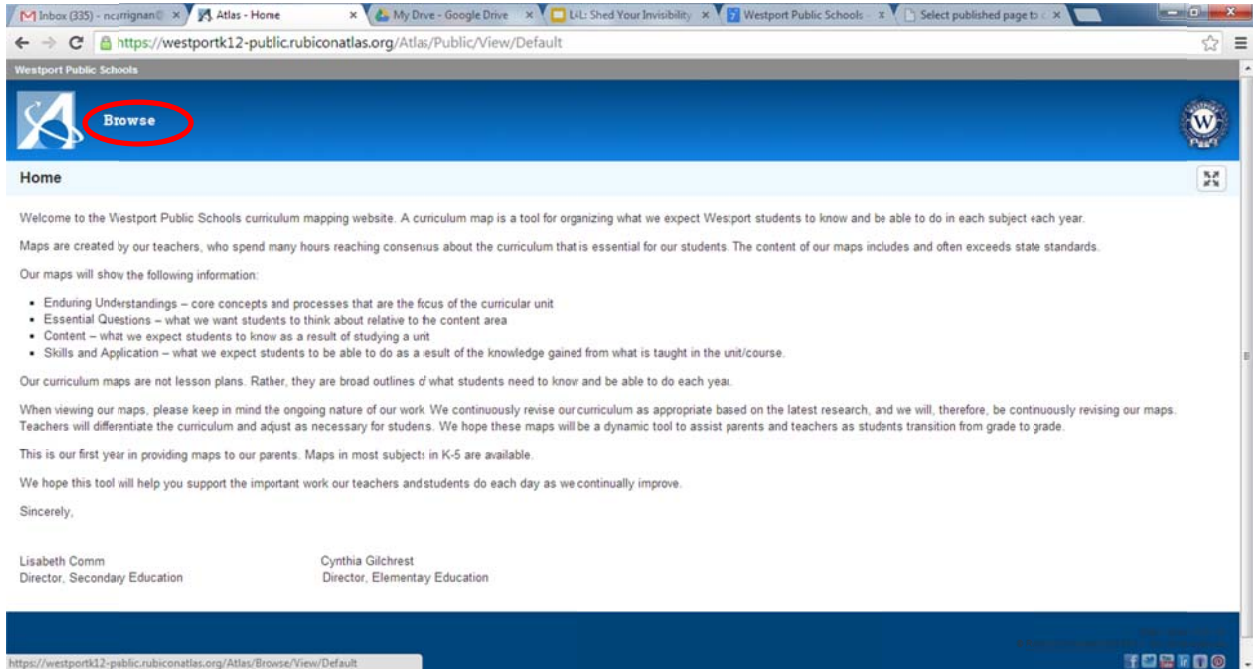 Inbox (335) -
Atlas - Home
My Drve - Google Drive
L4L: Shed Your Invisibility
Westport Public Schools -
Select published page to
https://westportk12-public.rubiconatlas.org/Atlas/Public/View/Default
Westport Public Schools
Browse
W
Home
Welcome to the Westport Public Schools curriculum mapping website. A curriculum map is a tool for organizing what we expect Westport students to know and be able to do in each subject each year.
Maps are created by our teachers, who spend many hours reaching consensus about the curriculum that is essential for our students. The content of our maps includes and often exceeds state standards.
Our maps will show the following information:
• Enduring Understandings – core concepts and processes that are the focus of the curricular unit
• Essential Questions – what we want students to think about relative to the content area
• Content – what we expect students to know as a result of studying a unit
• Skills and Application – what we expect students to be able to do as a result of the knowledge gained from what is taught in the unit/course.
Our curriculum maps are not lesson plans. Rather, they are broad outlines of what students need to know and be able to do each year.
When viewing our maps, please keep in mind the ongoing nature of our work. We continuously revise our curriculum as appropriate based on the latest research, and we will, therefore, be continuously revising our maps.
Teachers will differentiate the curriculum and adjust as necessary for students. We hope these maps will be a dynamic tool to assist parents and teachers as students transition from grade to grade.
This is our first year in providing maps to our parents. Maps in most subjects in K-5 are available.
We hope this tool will help you support the important work our teachers and students do each day as we continually improve.
Sincerely,
Lisabeth Comm Cynthia Gilchrest
Director, Secondary Education Director, Elementay Education
https://westportk12-public.rubiconatlas.org/Atlas/Browse/View/Default